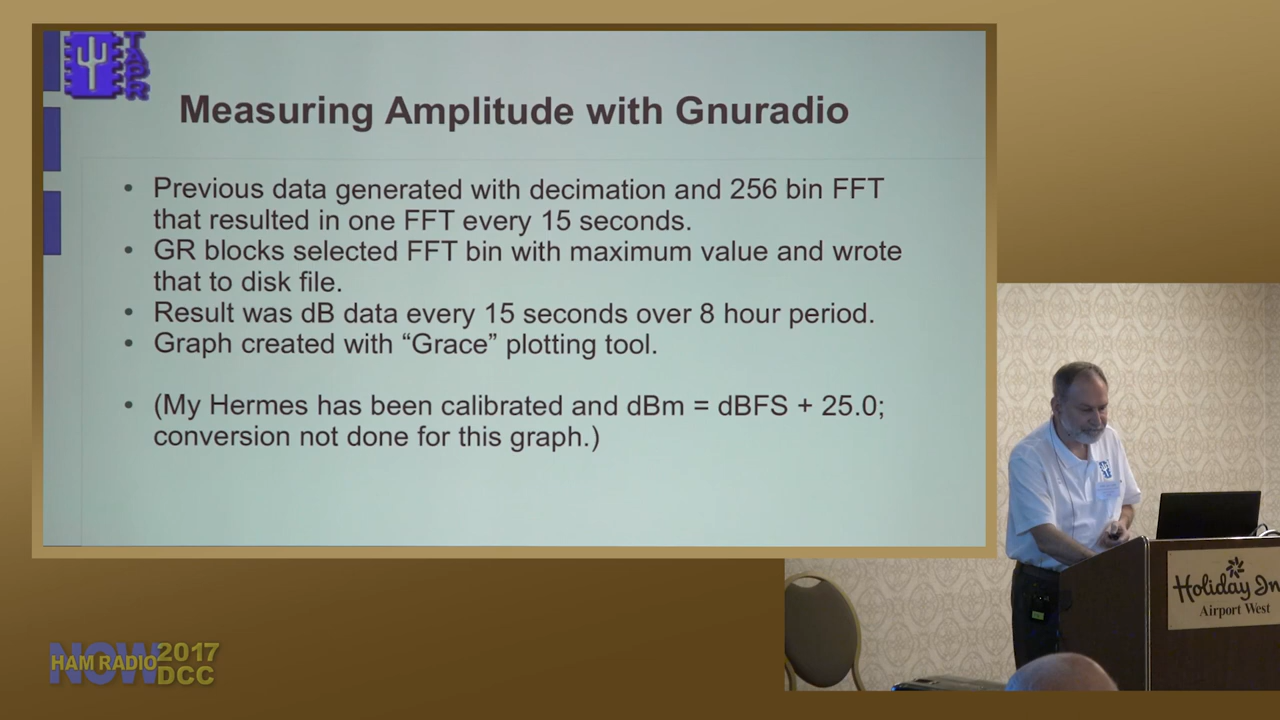 TAPR
Measuring Amplitude with Gnuradio
• Previous data generated with decimation and 256 bin FFT
that resulted in one FFT every 15 seconds.
• GR blocks selected FFT bin with maximum value and wrote
that to disk file.
• Result was dB data every 15 seconds over 8 hour period.
• Graph created with “Grace” plotting tool.
• (My Hermes has been calibrated and dBm = dBFS + 25.0;
conversion not done for this graph.)
Holiday In
Airport West
NOW
HAM RADIO 2017
DCC